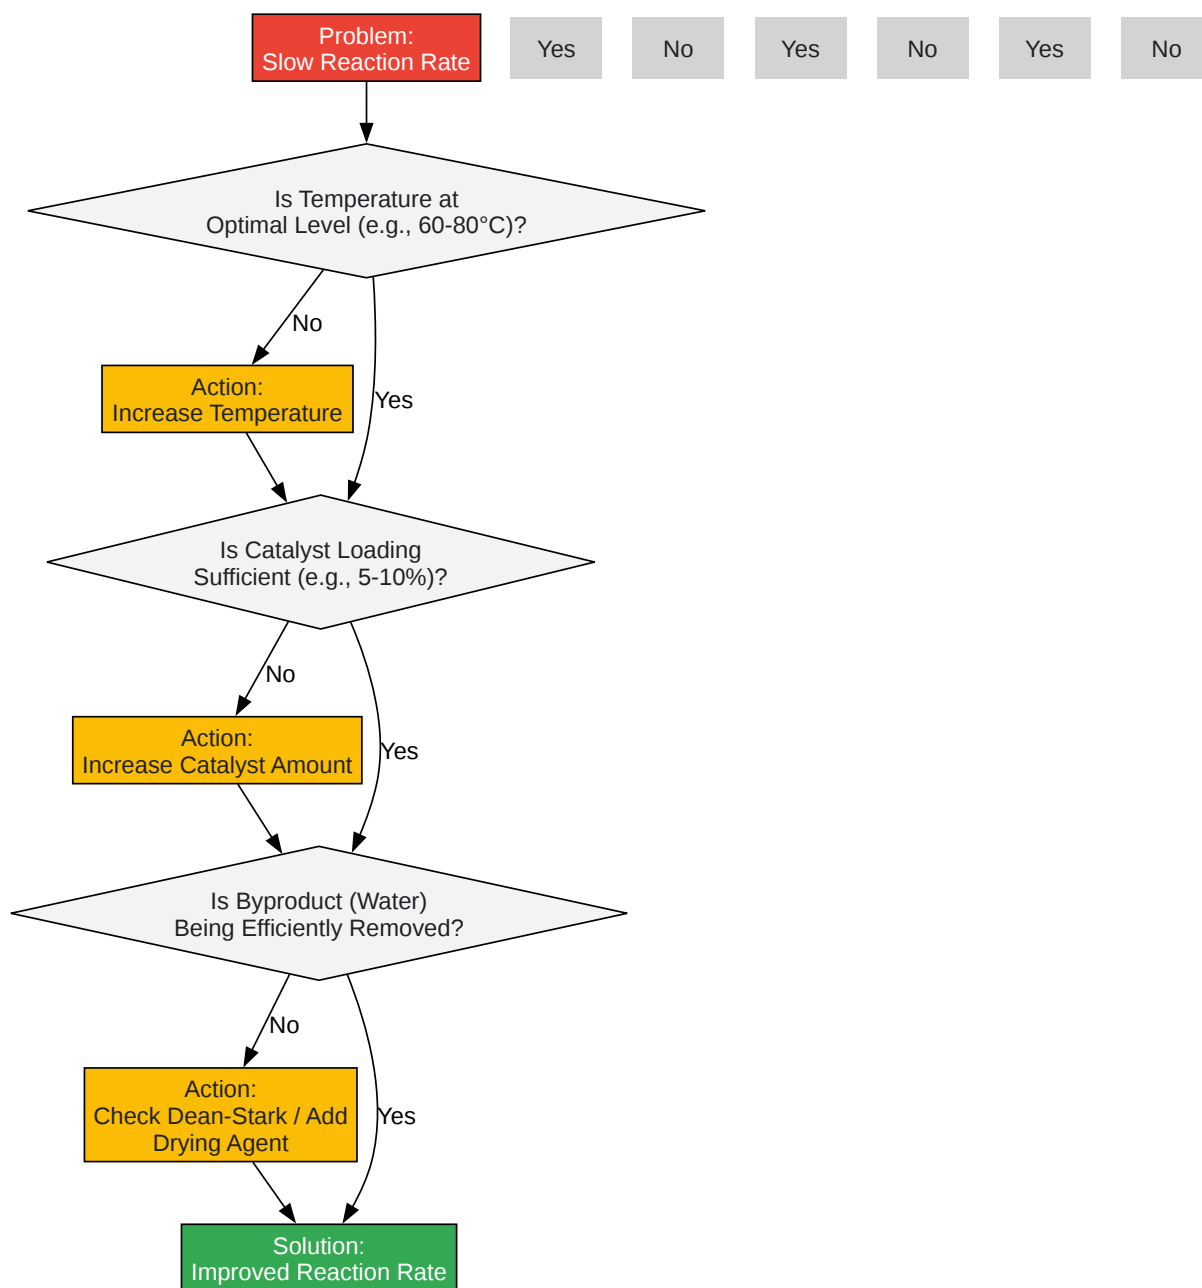 Problem:
Slow Reaction Rate
Yes
No
Yes
No
Yes
No
Is Temperature at
Optimal Level (e.g., 60-80°C)?
No
Action:
Increase Temperature
Yes
Is Catalyst Loading
Sufficient (e.g., 5-10%)?
No
Action:
Increase Catalyst Amount
Yes
Is Byproduct (Water)
Being Efficiently Removed?
No
Action:
Check Dean-Stark / Add
Drying Agent
Yes
Solution:
Improved Reaction Rate